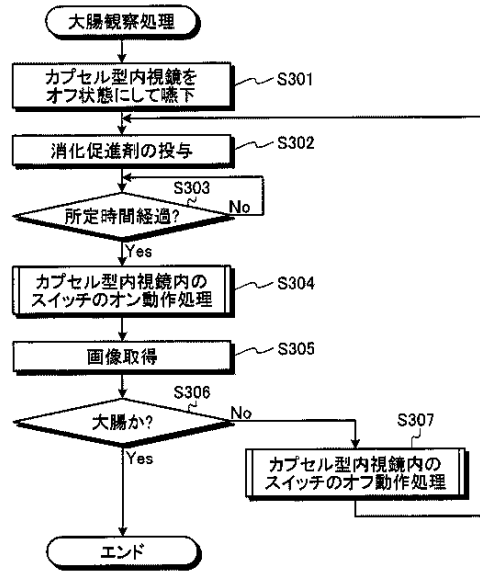 大腸観察処理
カプセル型内視鏡を
オフ状態にして嚥下
S301
消化促進剤の投与
S302
S303
所定時間経過?
No
Yes
カプセル型内視鏡内の
スイッチのオン動作処理
S304
画像取得
S305
S306
大腸か?
No
Yes
S307
カプセル型内視鏡内の
スイッチのオフ動作処理
エンド